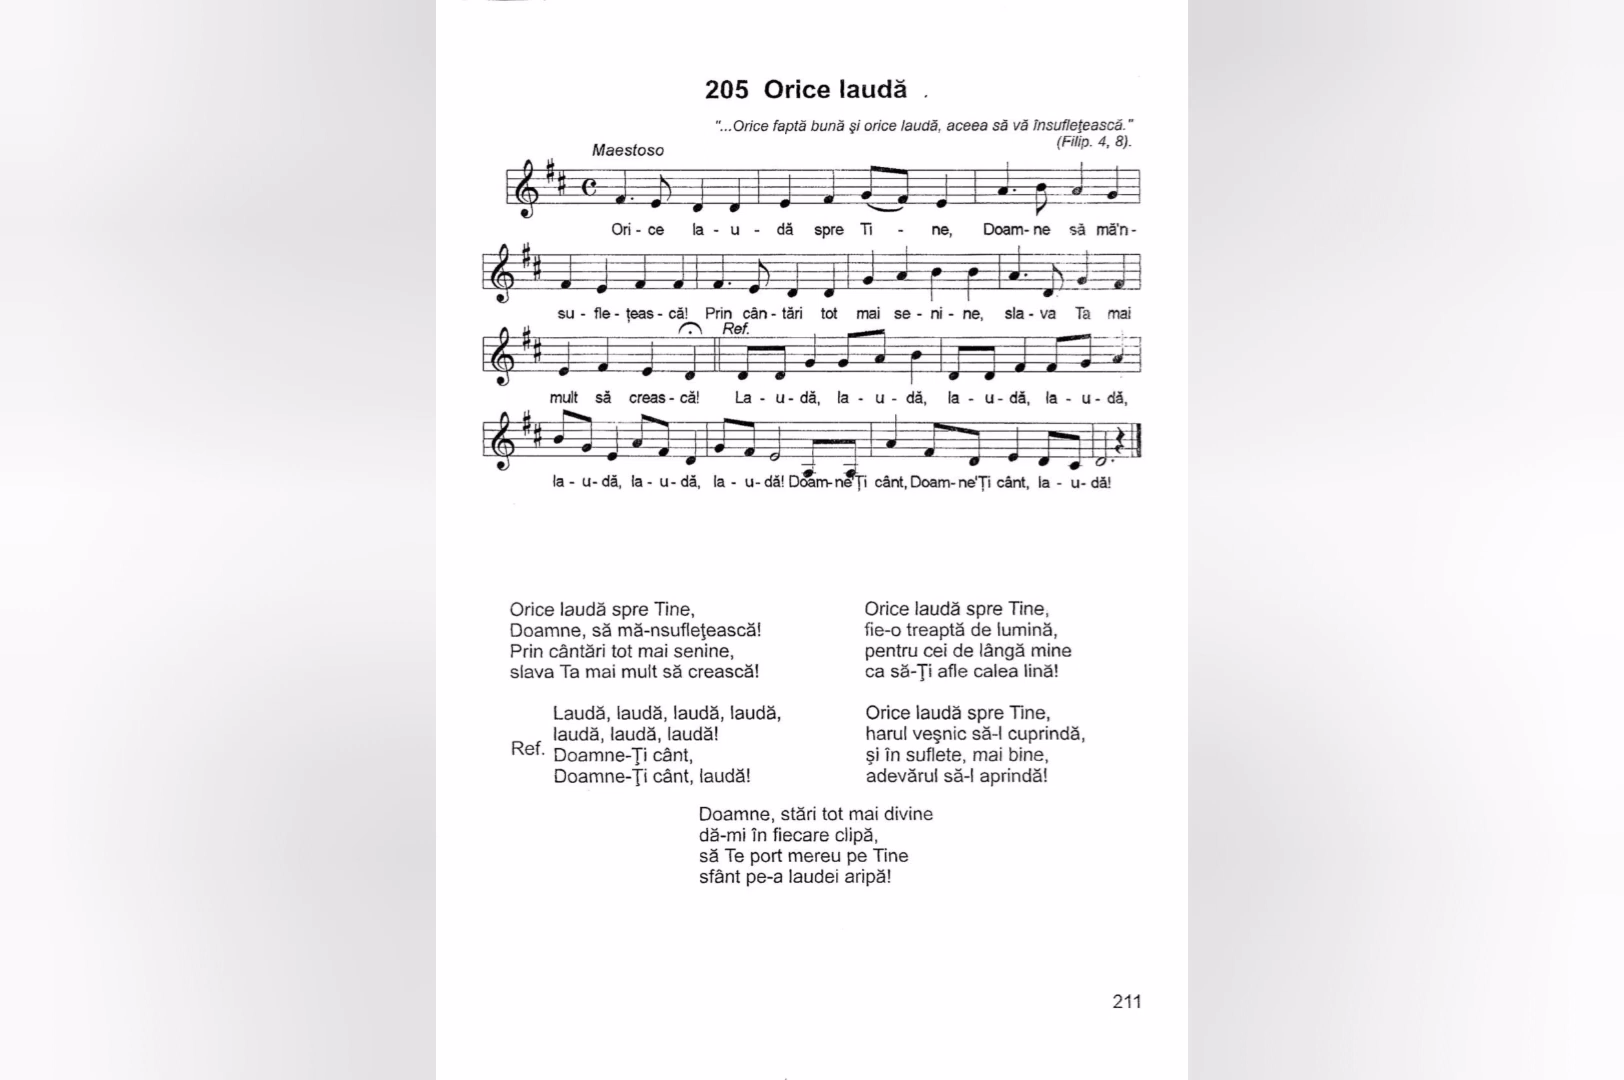 205 Orice laudă
"...Orice faptă bună şi orice laudă, aceea să vă însufleţească."
(Filip. 4, 8).
Maestoso
Ori - ce la - u - dă spre Ti - ne, Doam- ne să mă'n -
su - fle - ţeas - că! Prin cân - tări tot mai se - ni - ne, sla - va Ta mai
Ref.
mult să creas - că! La - u - dă, la - u - dă, la - u - dă, la - u - dă,
la - u- dă, la - u- dă, la - u- dă! Doam-ne'Ţi cânt, Doam- ne'Ţi cânt, la - u- dă!
Orice laudă spre Tine,
Doamne, să mă-nsufleţească!
Prin cântări tot mai senine,
slava Ta mai mult să crească!
Laudă, laudă, laudă, laudă,
laudă, laudă, laudă!
Ref. Doamne-Ţi cânt,
Doamne-Ţi cânt, laudă!
Orice laudă spre Tine,
fie-o treaptă de lumină,
pentru cei de lângă mine
ca să-Ţi afle calea lină!
Orice laudă spre Tine,
harul veşnic să-l cuprindă,
şi în suflete, mai bine,
adevărul să-l aprindă!
Doamne, stări tot mai divine
dă-mi în fiecare clipă,
să Te port mereu pe Tine
sfânt pe-a laudei aripă!
211